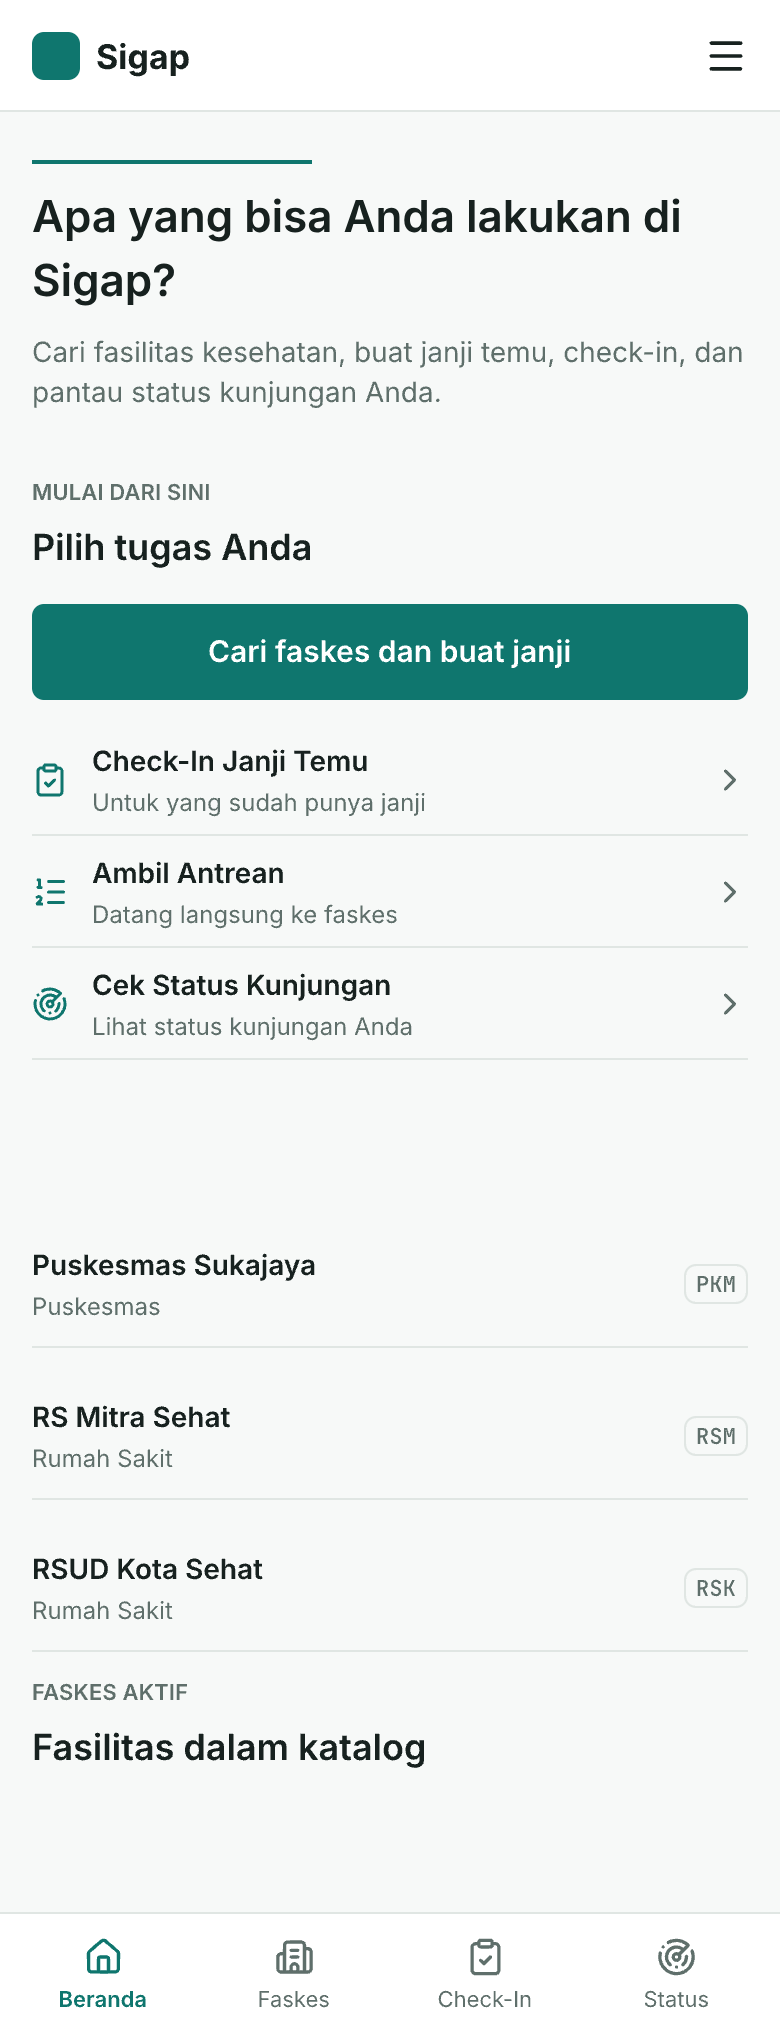 Sigap
Apa yang bisa Anda lakukan di
Sigap?
Cari fasilitas kesehatan, buat janji temu, check-in, dan
pantau status kunjungan Anda.
MULAI DARI SINI
Pilih tugas Anda
Cari faskes dan buat janji
Check-In Janji Temu
Untuk yang sudah punya janji
Ambil Antrean
Datang langsung ke faskes
Cek Status Kunjungan
Lihat status kunjungan Anda
Puskesmas Sukajaya
Puskesmas
PKM
RS Mitra Sehat
Rumah Sakit
RSM
RSUD Kota Sehat
Rumah Sakit
RSK
FASKES AKTIF
Fasilitas dalam katalog
Beranda
Faskes
Check-In
Status